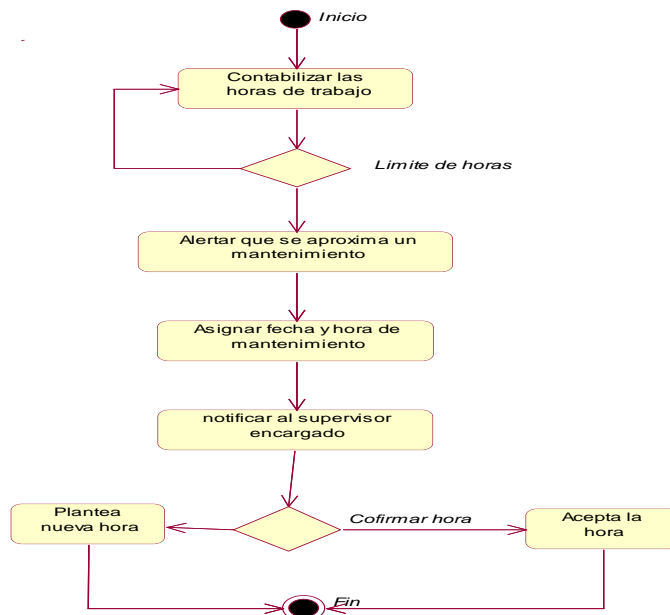 Inicio
Contabilizar las
horas de trabajo
Limite de horas
Alertar que se aproxima un
mantenimiento
Asignar fecha y hora de
mantenimiento
notificar al supervisor
encargado
Plantea
nueva hora
Cofirmar hora
Acepta la
hora
Fin